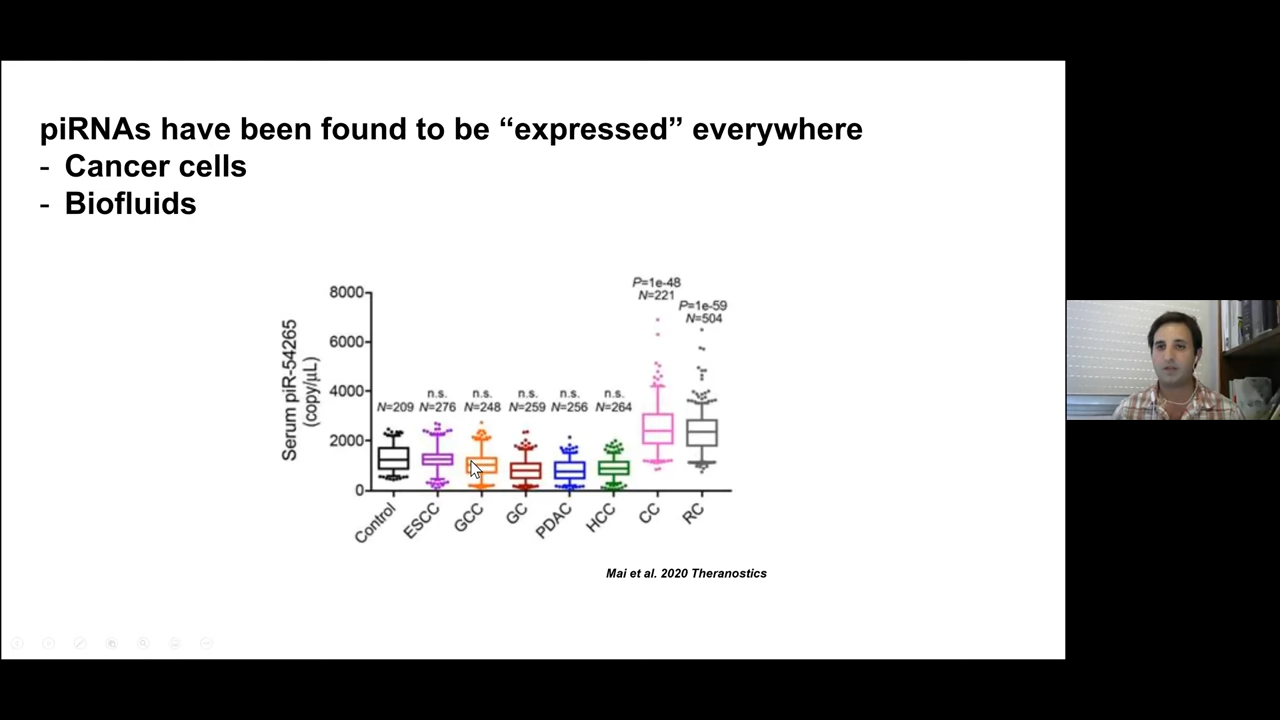 piRNAs have been found to be “expressed” everywhere
- Cancer cells
- Biofluids
Serum piR-54265
(copy/μL)
8000
6000
4000
2000
0
P=1e-48
N=221
P=1e-59
N=504
n.s.
n.s.
n.s.
n.s.
n.s.
N=209
N=276
N=248
N=259
N=256
N=264
Control
ESCC
GCC
GC
PDAC
HCC
CC
RC
Mai et al. 2020 Theranostics